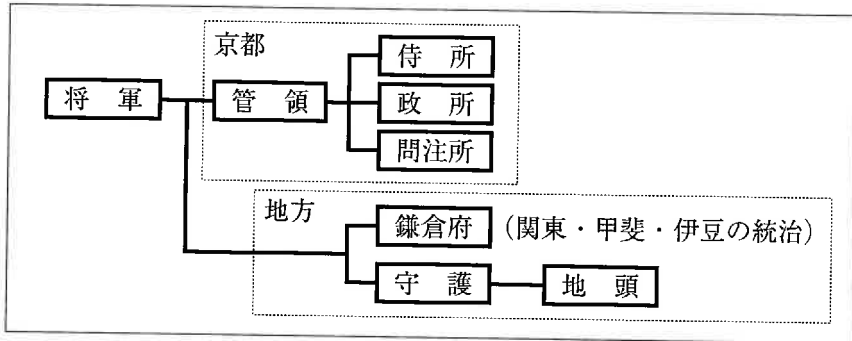 京都
侍所
将軍
管領
政所
問注所
地方
鎌倉府 (関東・甲斐・伊豆の統治)
守護
地頭